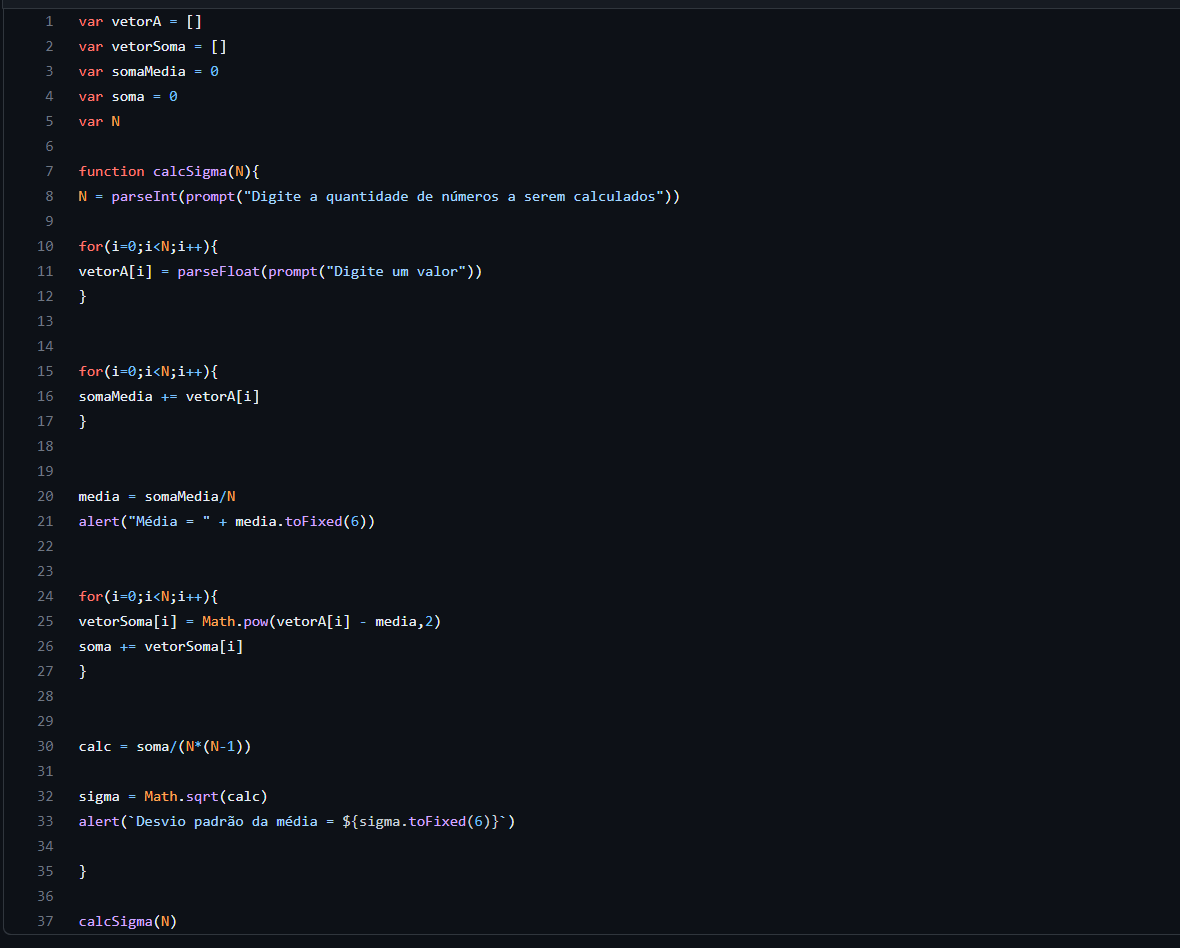 1 var vetorA = []
2 var vetorSoma = []
3 var somaMedia = 0
4 var soma = 0
5 var N
6
7 function calcSigma(N){
8 N = parseInt(prompt("Digite a quantidade de números a serem calculados"))
9
10 for(i=0;i<N;i++){
11 vetorA[i] = parseFloat(prompt("Digite um valor"))
12 }
13
14
15 for(i=0;i<N;i++){
16 somaMedia += vetorA[i]
17 }
18
19
20 media = somaMedia/N
21 alert("Média = " + media.toFixed(6))
22
23
24 for(i=0;i<N;i++){
25 vetorSoma[i] = Math.pow(vetorA[i] - media,2)
26 soma += vetorSoma[i]
27 }
28
29
30 calc = soma/(N*(N-1))
31
32 sigma = Math.sqrt(calc)
33 alert(`Desvio padrão da média = ${sigma.toFixed(6)}`)
34
35 }
36
37 calcSigma(N)